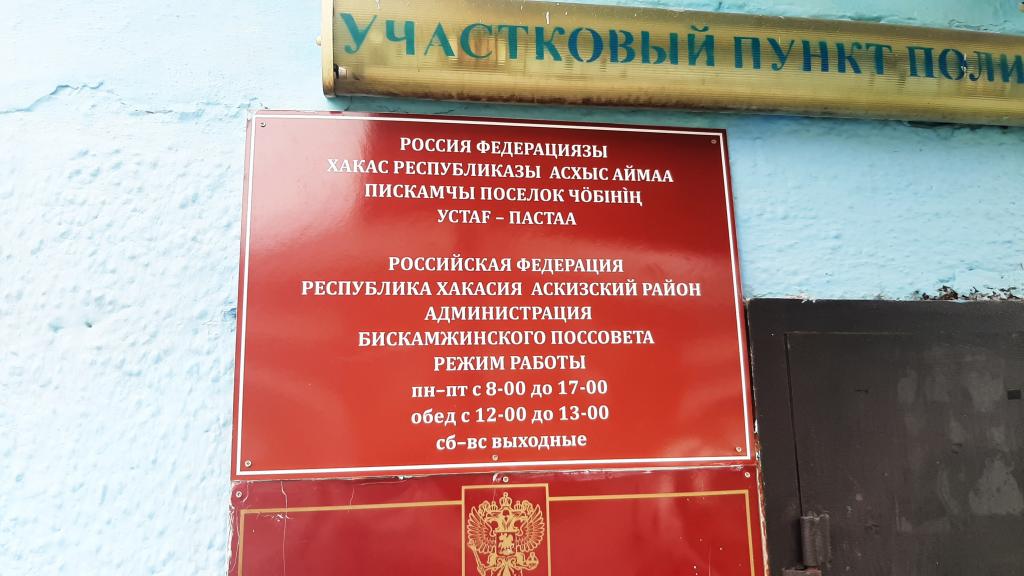 УЧАСТКОВЫЙ ПУНКТ ПОЛИ
РОССИЯ ФЕДЕРАЦИЯЗЫ
ХАКАС РЕСПУБЛИКАЗЫ АСХЫС АЙМАА
ПИСКАМЧЫ ПОСЕЛОК ЧӦБIНIҢ
УСТАҒ – ПАСТАА
РОССИЙСКАЯ ФЕДЕРАЦИЯ
РЕСПУБЛИКА ХАКАСИЯ АСКИЗСКИЙ РАЙОН
АДМИНИСТРАЦИЯ
БИСКАМЖИНСКОГО ПОССОВЕТА
РЕЖИМ РАБОТЫ
пн–пт с 8-00 до 17-00
обед с 12-00 до 13-00
сб–вс выходные